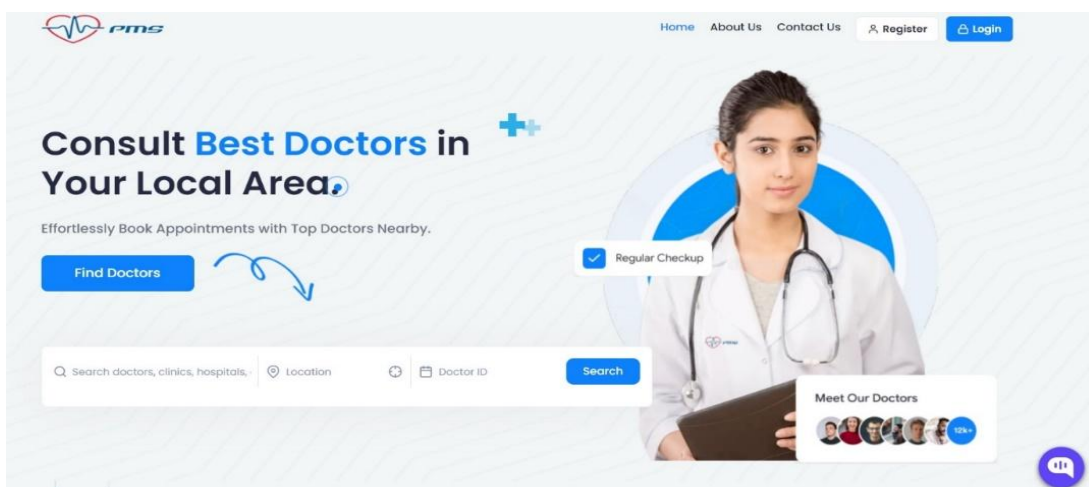 PMS
Home About Us Contact Us Register Login
Consult Best Doctors in
Your Local Area.
Effortlessly Book Appointments with Top Doctors Nearby.
Find Doctors
Regular Checkup
Search doctors, clinics, hospitals, Location Doctor ID Search
PMS
Meet Our Doctors
12k+